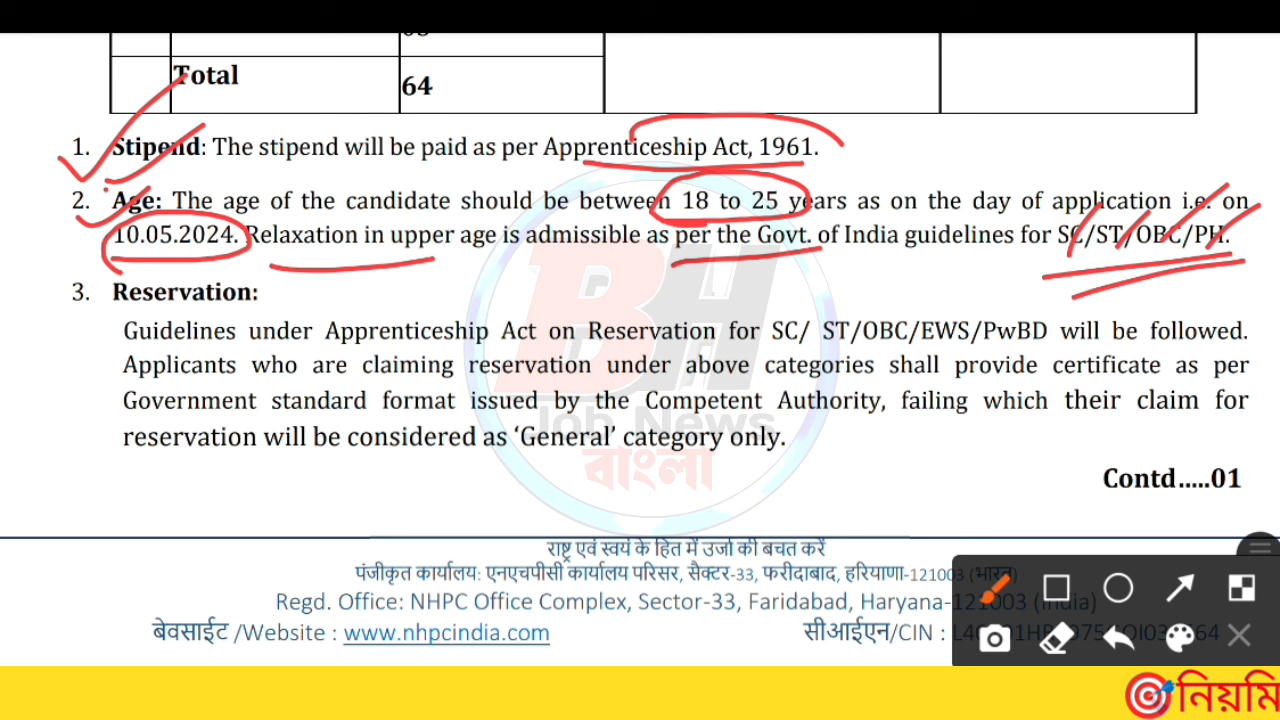 Total
64
1. Stipend: The stipend will be paid as per Apprenticeship Act, 1961.
2. Age: The age of the candidate should be between 18 to 25 years as on the day of application i.e. on
10.05.2024. Relaxation in upper age is admissible as per the Govt. of India guidelines for SC/ST/OBC/PH.
3. Reservation:
Guidelines under Apprenticeship Act on Reservation for SC/ ST/OBC/EWS/PwBD will be followed.
Applicants who are claiming reservation under above categories shall provide certificate as per
Government standard format issued by the Competent Authority, failing which their claim for
reservation will be considered as ‘General’ category only.
BH
Job News
বাংলা
Contd.....01
राष्ट्र एवं स्वयं के हित में उर्जा की बचत करें
पंजीकृत कार्यालय: एनएचपीसी कार्यालय परिसर, सैक्टर-33, फरीदाबाद, हरियाणा-121003 (भारत)
Regd. Office: NHPC Office Complex, Sector-33, Faridabad, Haryana-121003 (India)
बेवसाईट /Website : www.nhpcindia.com
सीआईएन/CIN :
নিয়মি